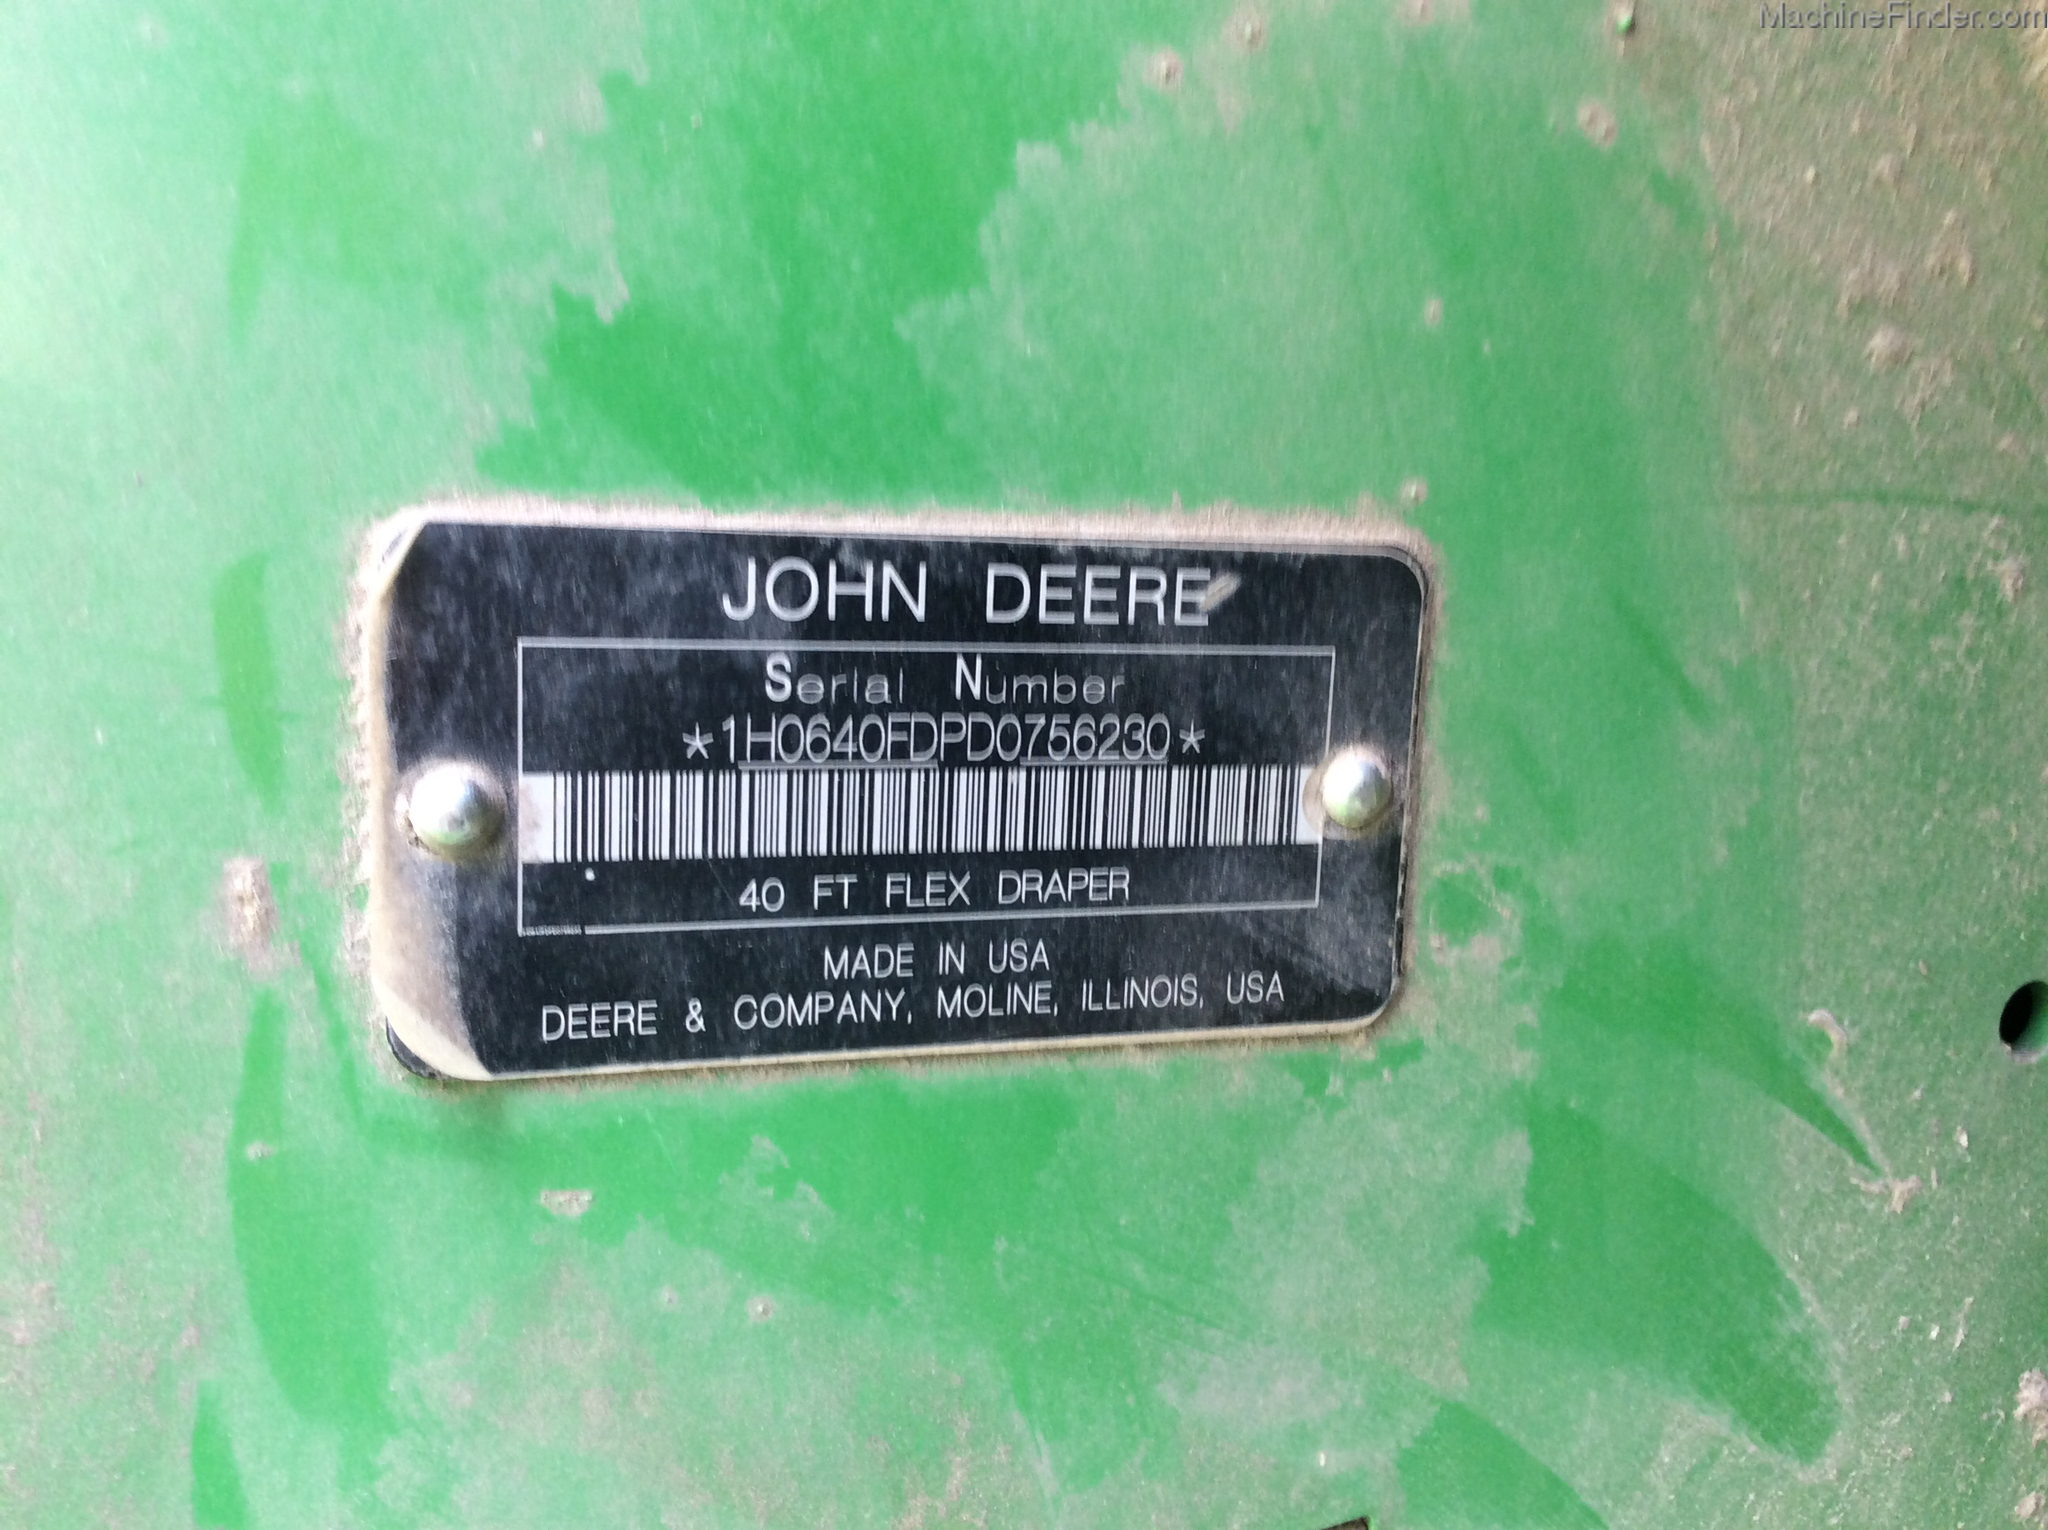 MachineFinder.com
JOHN DEERE
Serial Number
*1H0640FDPD0756230*
40 FT FLEX DRAPER
MADE IN USA
DEERE & COMPANY, MOLINE, ILLINOIS, USA